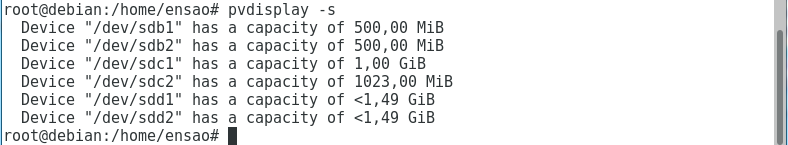 root@debian:/home/ensao# pvdisplay -s
  Device "/dev/sdb1" has a capacity of 500,00 MiB
  Device "/dev/sdb2" has a capacity of 500,00 MiB
  Device "/dev/sdc1" has a capacity of 1,00 GiB
  Device "/dev/sdc2" has a capacity of 1023,00 MiB
  Device "/dev/sdd1" has a capacity of <1,49 GiB
  Device "/dev/sdd2" has a capacity of <1,49 GiB
root@debian:/home/ensao#